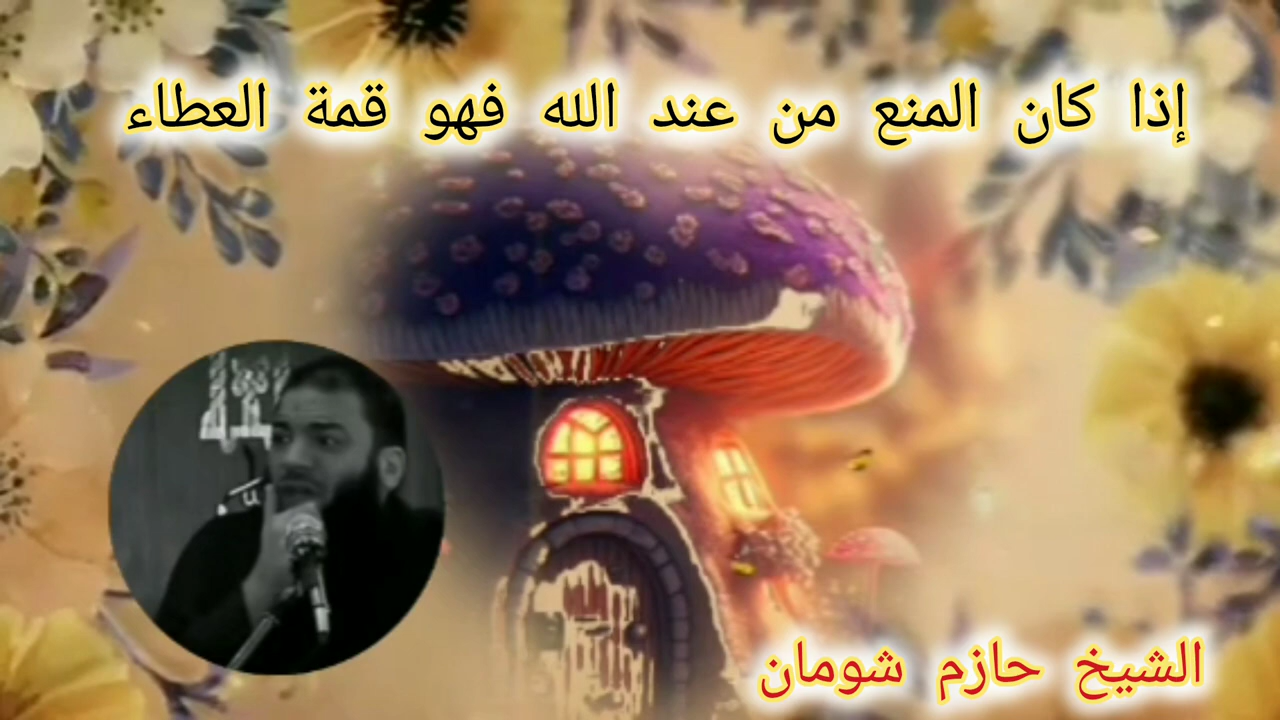 إذا كان المنع من عند الله فهو قمة العطاء
الشيخ حازم شومان